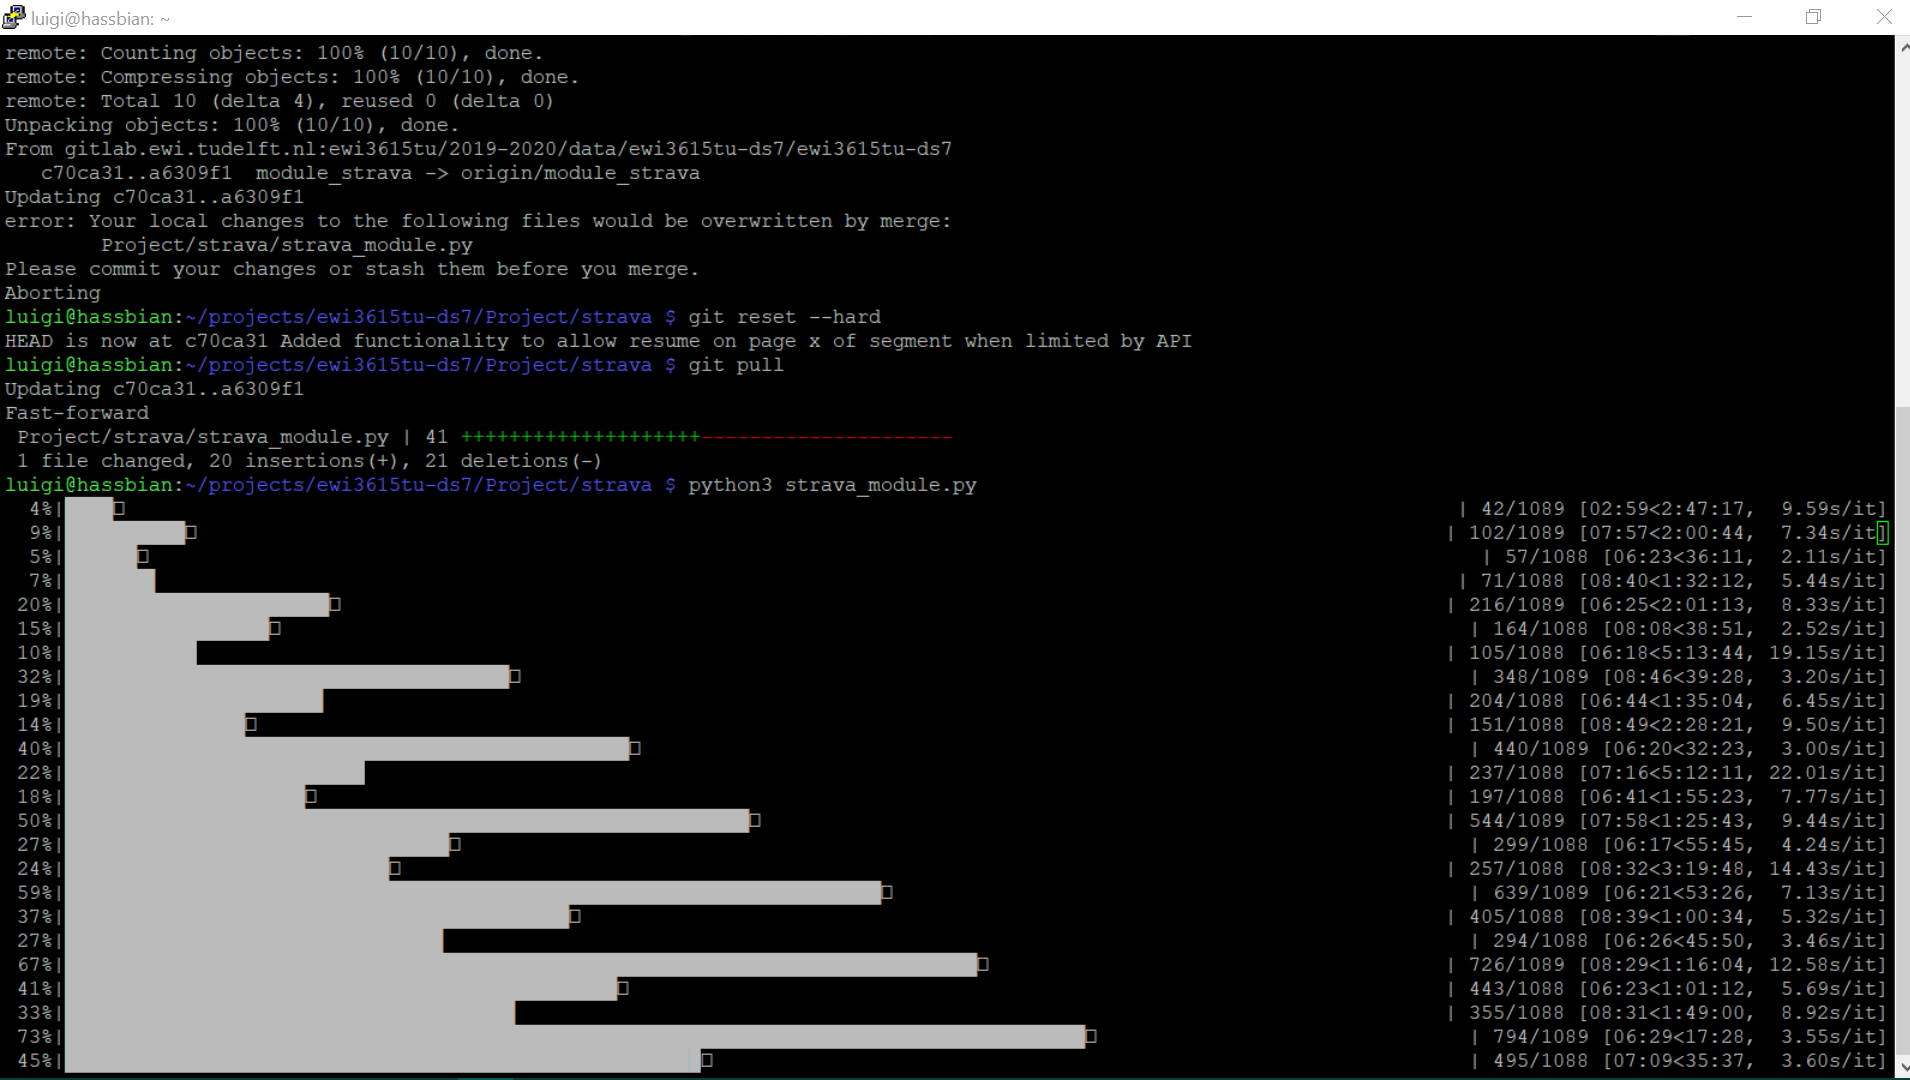 luigi@hassbian: ~
remote: Counting objects: 100% (10/10), done.
remote: Compressing objects: 100% (10/10), done.
remote: Total 10 (delta 4), reused 0 (delta 0)
Unpacking objects: 100% (10/10), done.
From gitlab.ewi.tudelft.nl:ewi3615tu/2019-2020/data/ewi3615tu-ds7/ewi3615tu-ds7
   c70ca31..a6309f1  module_strava -> origin/module_strava
Updating c70ca31..a6309f1
error: Your local changes to the following files would be overwritten by merge:
        Project/strava/strava_module.py
Please commit your changes or stash them before you merge.
Aborting
luigi@hassbian:~/projects/ewi3615tu-ds7/Project/strava $ git reset --hard
HEAD is now at c70ca31 Added functionality to allow resume on page x of segment when limited by API
luigi@hassbian:~/projects/ewi3615tu-ds7/Project/strava $ git pull
Updating c70ca31..a6309f1
Fast-forward
 Project/strava/strava_module.py | 41 ++++++++++++++++++++---------------------
 1 file changed, 20 insertions(+), 21 deletions(-)
luigi@hassbian:~/projects/ewi3615tu-ds7/Project/strava $ python3 strava_module.py
4%| | 42/1089 [02:59<2:47:17, 9.59s/it]
9%| | 102/1089 [07:57<2:00:44, 7.34s/it]
5%| | 57/1088 [06:23<36:11, 2.11s/it]
7%| | 71/1088 [08:40<1:32:12, 5.44s/it]
20%| | 216/1089 [06:25<2:01:13, 8.33s/it]
15%| | 164/1088 [08:08<38:51, 2.52s/it]
10%| | 105/1088 [06:18<5:13:44, 19.15s/it]
32%| | 348/1089 [08:46<39:28, 3.20s/it]
19%| | 204/1088 [06:44<1:35:04, 6.45s/it]
14%| | 151/1088 [08:49<2:28:21, 9.50s/it]
40%| | 440/1089 [06:20<32:23, 3.00s/it]
22%| | 237/1088 [07:16<5:12:11, 22.01s/it]
18%| | 197/1088 [06:41<1:55:23, 7.77s/it]
50%| | 544/1089 [07:58<1:25:43, 9.44s/it]
27%| | 299/1088 [06:17<55:45, 4.24s/it]
24%| | 257/1088 [08:32<3:19:48, 14.43s/it]
59%| | 639/1089 [06:21<53:26, 7.13s/it]
37%| | 405/1088 [08:39<1:00:34, 5.32s/it]
27%| | 294/1088 [06:26<45:50, 3.46s/it]
67%| | 726/1089 [08:29<1:16:04, 12.58s/it]
41%| | 443/1088 [06:23<1:01:12, 5.69s/it]
33%| | 355/1088 [08:31<1:49:00, 8.92s/it]
73%| | 794/1089 [06:29<17:28, 3.55s/it]
45%| | 495/1088 [07:09<35:37, 3.60s/it]